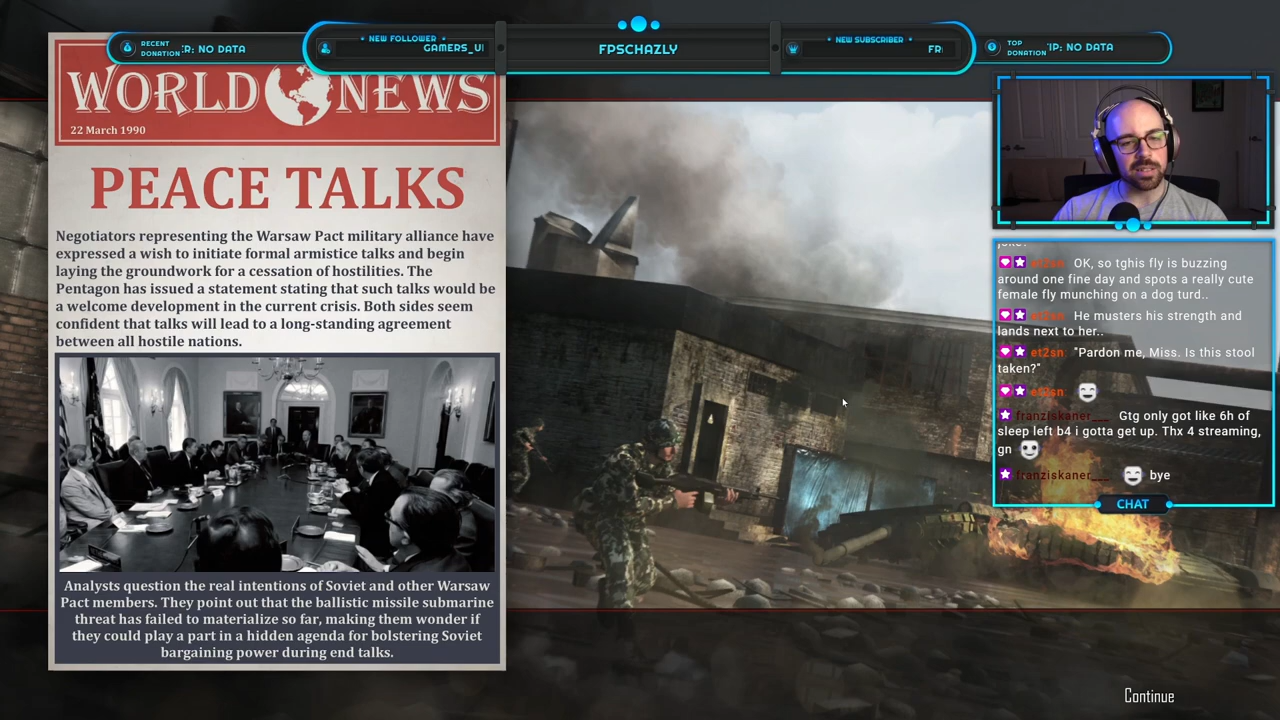 RECENT
DONATION
:R: NO DATA
NEW FOLLOWER
GAMERS_U
FPSCHAZLY
NEW SUBSCRIBER
FR
TOP
DONATION
'IP: NO DATA
WORLD NEWS
22 March 1990
PEACE TALKS
Negotiators representing the Warsaw Pact military alliance have
expressed a wish to initiate formal armistice talks and begin
laying the groundwork for a cessation of hostilities. The
Pentagon has issued a statement stating that such talks would be
a welcome development in the current crisis. Both sides seem
confident that talks will lead to a long-standing agreement
between all hostile nations.
Analysts question the real intentions of Soviet and other Warsaw
Pact members. They point out that the ballistic missile submarine
threat has failed to materialize so far, making them wonder if
they could play a part in a hidden agenda for bolstering Soviet
bargaining power during end talks.
et2sn OK, so tghis fly is buzzing
around one fine day and spots a really cute
female fly munching on a dog turd..
et2sn He musters his strength and
lands next to her..
et2sn "Pardon me, Miss. Is this stool
taken?"
et2sn
franziskaner___ Gtg only got like 6h of
sleep left b4 i gotta get up. Thx 4 streaming,
gn
franziskaner___ bye
CHAT
Continue